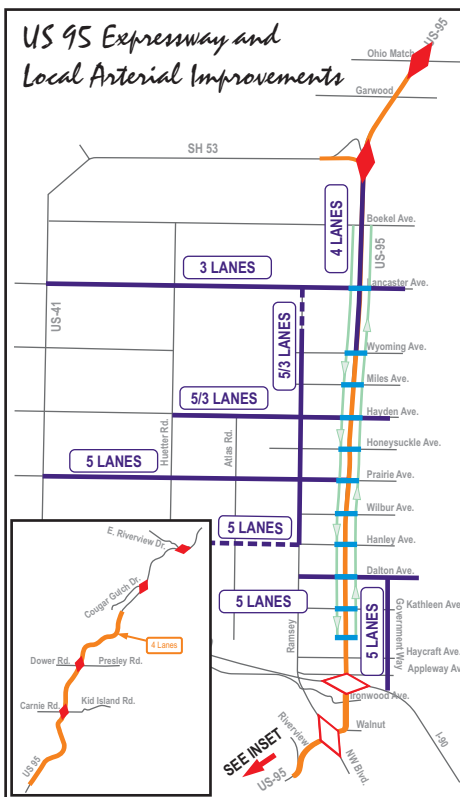 US 95 Expressway and
Local Arterial Improvements
US-95
Ohio Match
Garwood
SH 53
Boekel Ave.
4 LANES
US-95
3 LANES
Lancaster Ave.
US-41
5/3 LANES
Wyoming Ave.
Miles Ave.
5/3 LANES
Hayden Ave.
Huetter Rd.
Atlas Rd.
Honeysuckle Ave.
5 LANES
Prairie Ave.
Wilbur Ave.
5 LANES
Hanley Ave.
Dalton Ave.
5 LANES
Kathleen Ave
Government Way
5 LANES
Ramsey
Haycraft Ave.
Appleway Av
Ironwood Ave.
Walnut
I-90
Riverview
NW Blvd.
SEE INSET
US-95
E. Riverview Dr.
Cougar Gulch Dr.
4 Lanes
Dower Rd.
Presley Rd.
Carnie Rd.
Kid Island Rd.
US 95